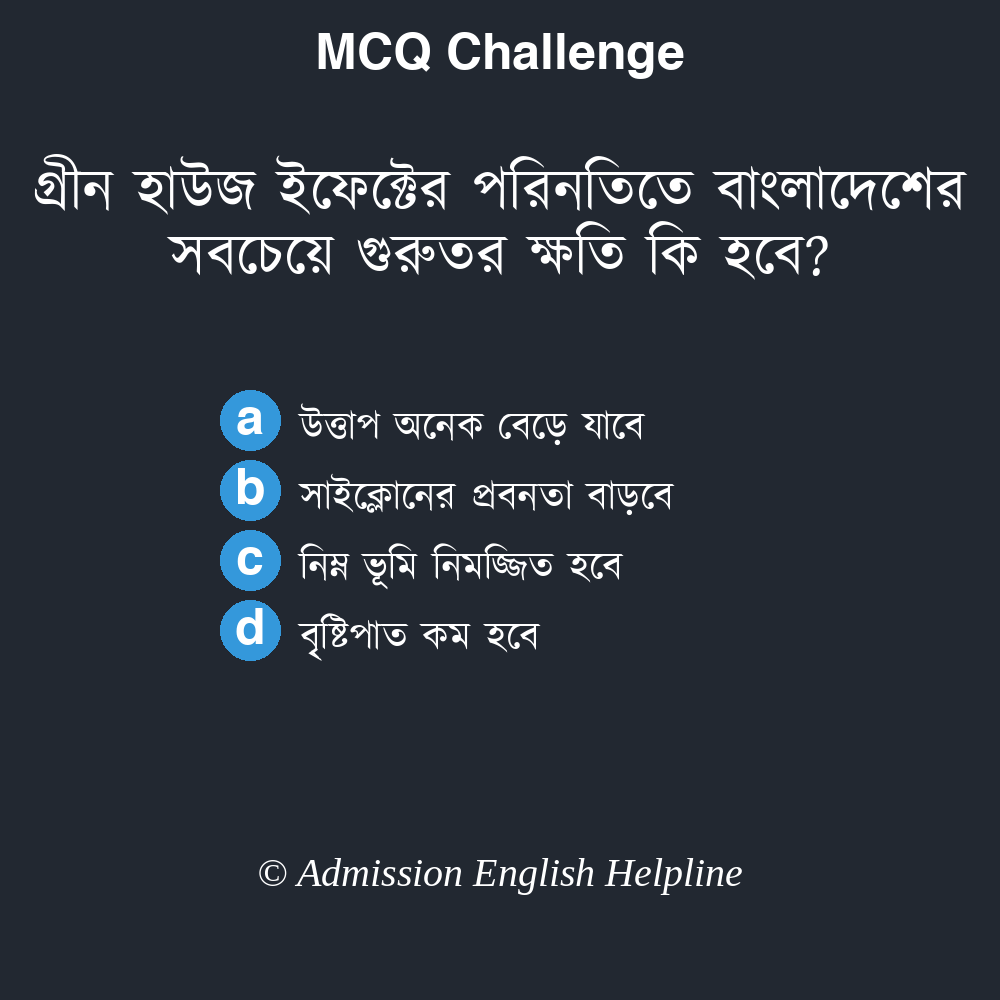 MCQ Challenge
গ্রীন হাউজ ইফেক্টের পরিনতিতে বাংলাদেশের
সবচেয়ে গুরুতর ক্ষতি কি হবে?
a উত্তাপ অনেক বেড়ে যাবে
b সাইক্লোনের প্রবনতা বাড়বে
c নিম্ন ভূমি নিমজ্জিত হবে
d বৃষ্টিপাত কম হবে
© Admission English Helpline